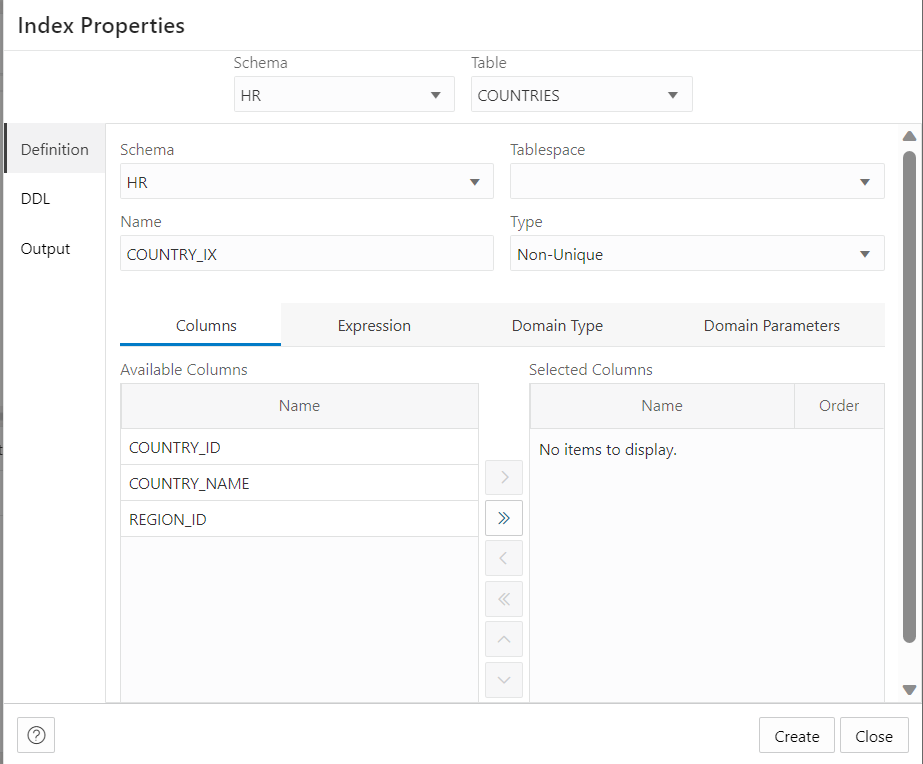 Index Properties
Schema Table
HR COUNTRIES
Definition
DDL
Output
Schema Tablespace
HR
Name Type
COUNTRY_IX Non-Unique
Columns Expression Domain Type Domain Parameters
Available Columns Selected Columns
Name Name Order
COUNTRY_ID No items to display.
COUNTRY_NAME
REGION_ID
Create Close